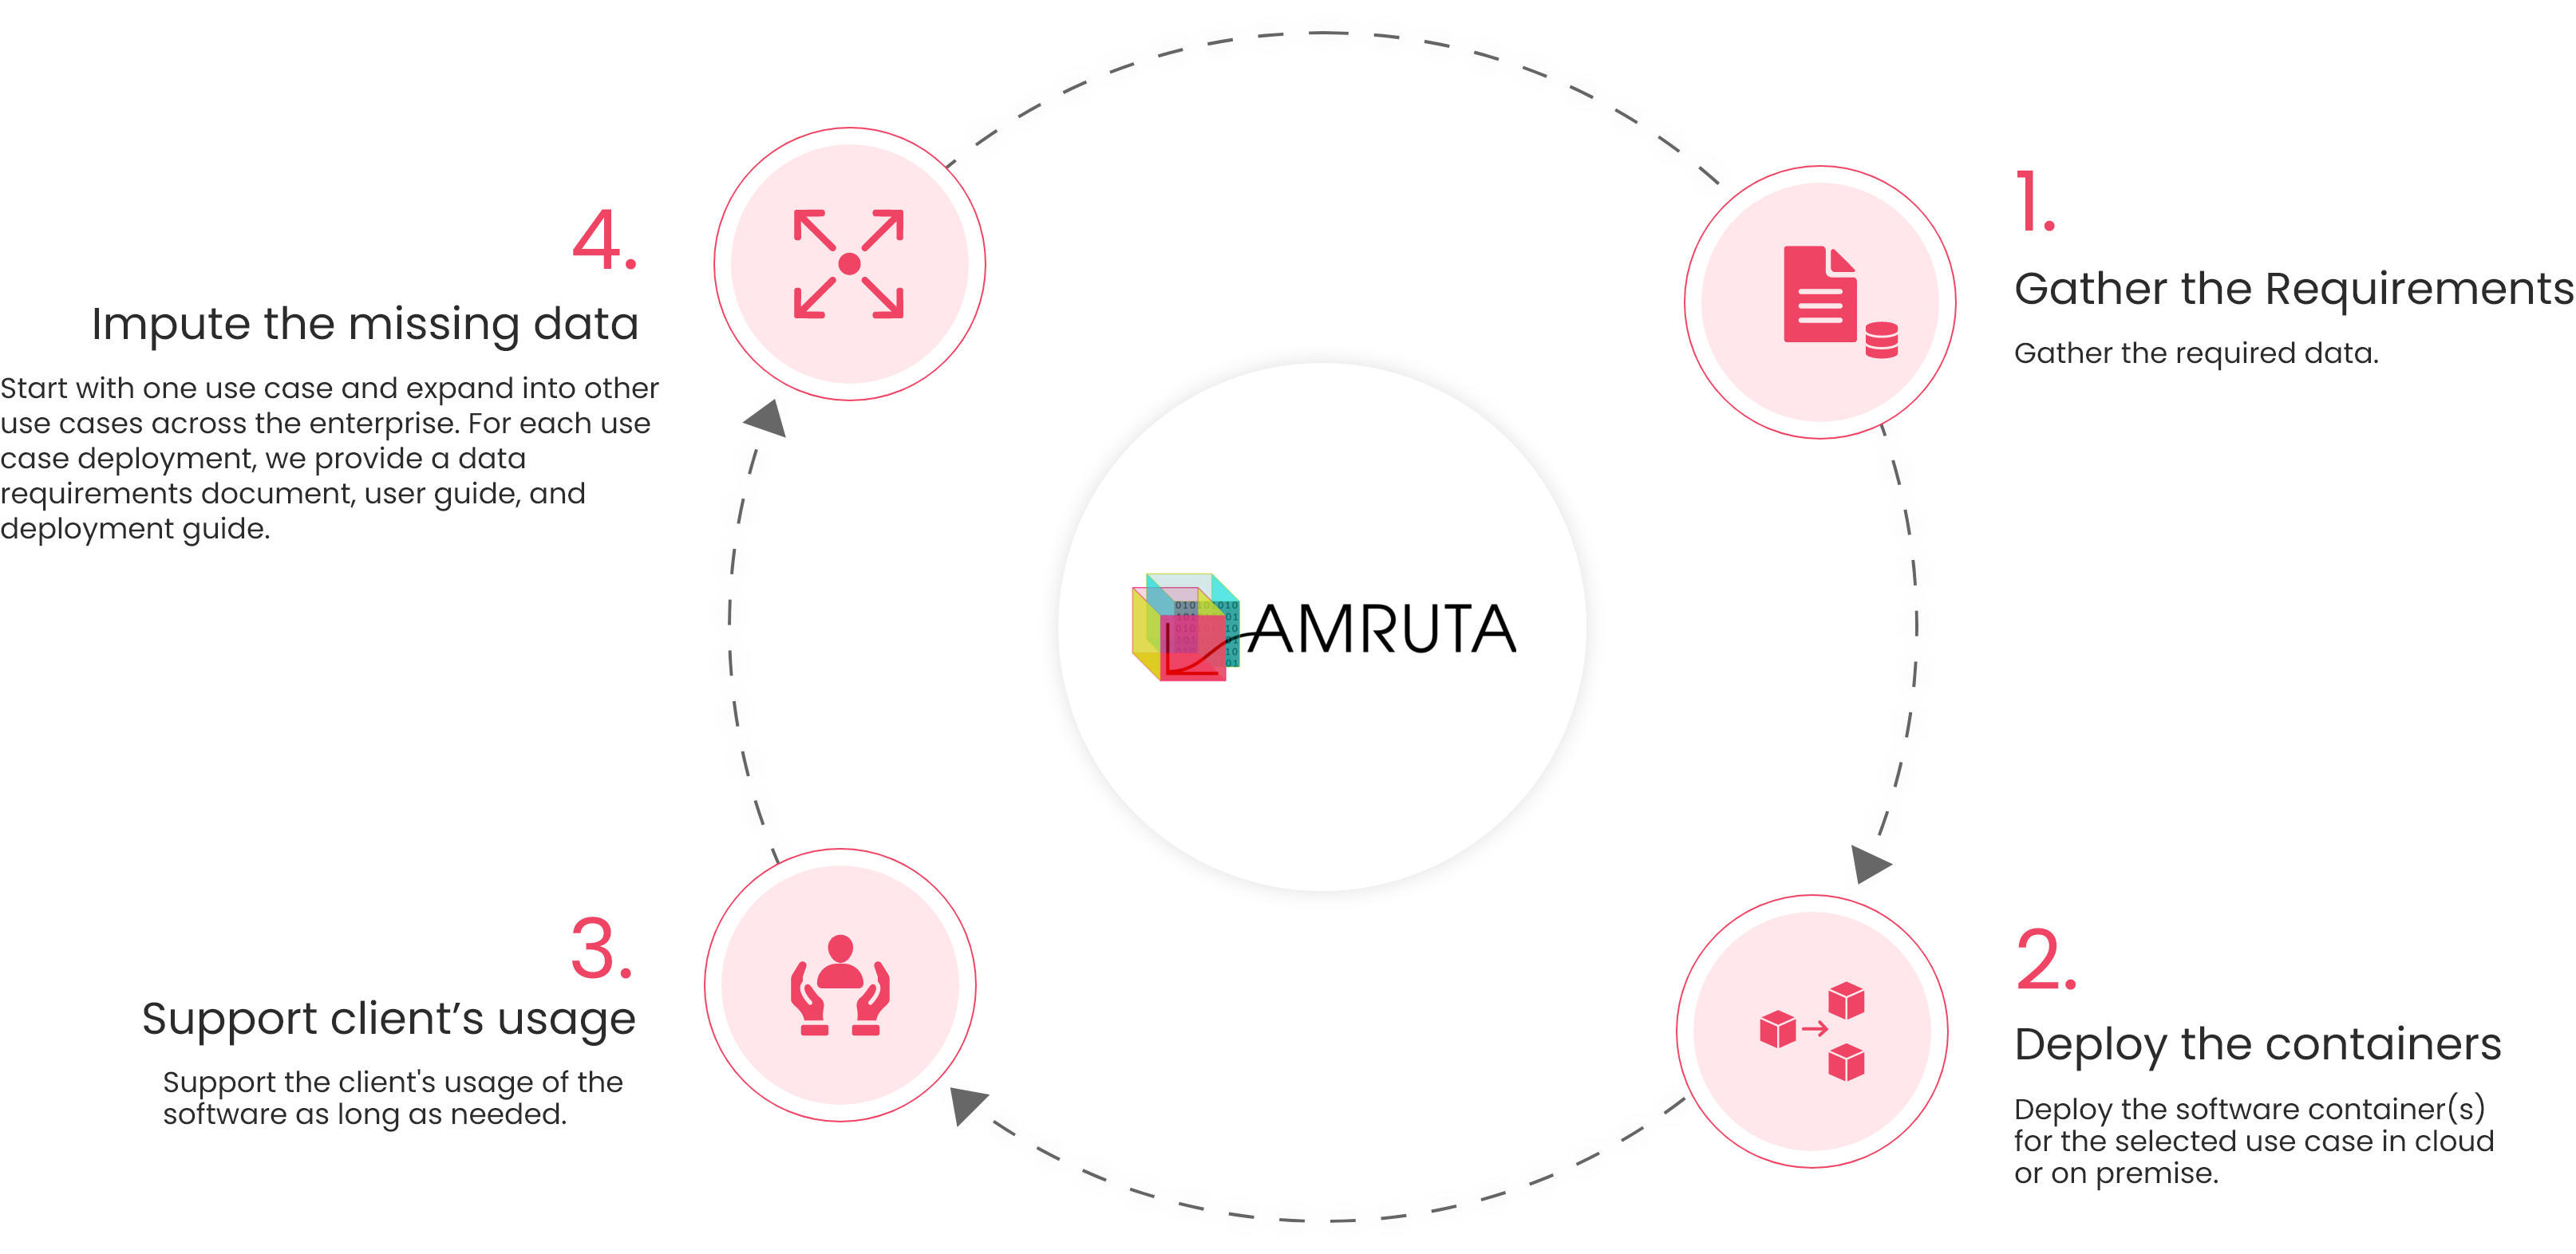 1.
Gather the Requirements
Gather the required data.
2.
Deploy the containers
Deploy the software container(s)
for the selected use case in cloud
or on premise.
3.
Support client’s usage
Support the client's usage of the
software as long as needed.
4.
Impute the missing data
Start with one use case and expand into other
use cases across the enterprise. For each use
case deployment, we provide a data
requirements document, user guide, and
deployment guide.
AMRUTA